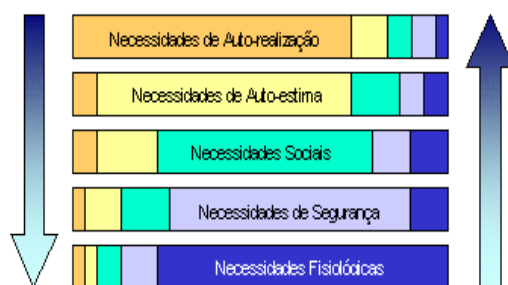 Necessidades de Auto-realização
Necessidades de Auto-estima
Necessidades Sociais
Necessidades de Segurança
Necessidades Fisiológicas